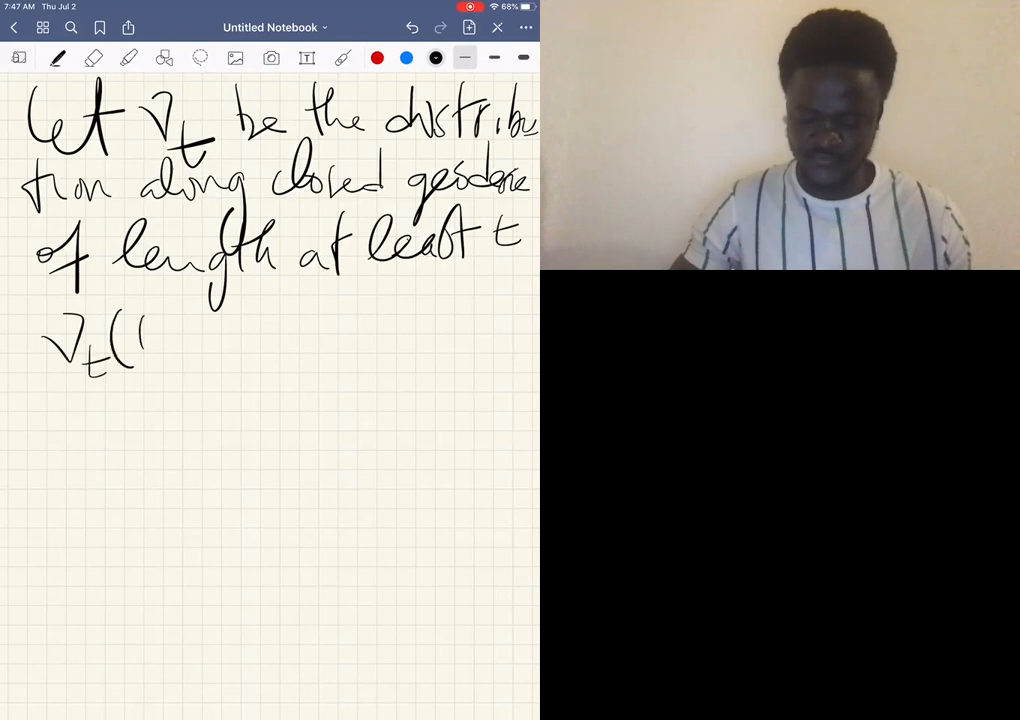 7:47 AM Thu Jul 2
68%
Untitled Notebook
Let ν_t be the distribu
tion along closed geodesic
of length at least t
ν_t((